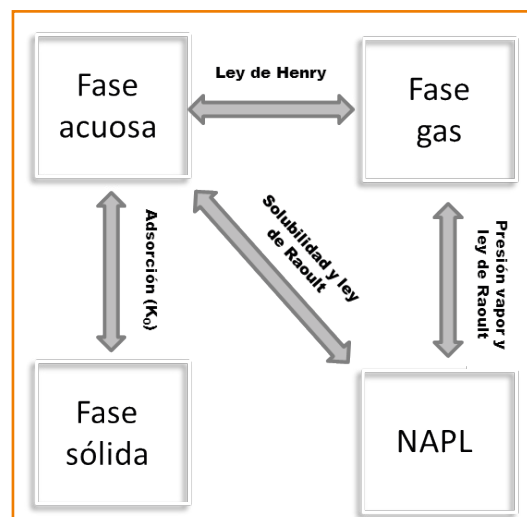 Fase
acuosa
Ley de Henry
Fase
gas
Adsorción (K₀)
Solubilidad y ley
de Raoult
Presión vapor y
ley de Raoult
Fase
sólida
NAPL